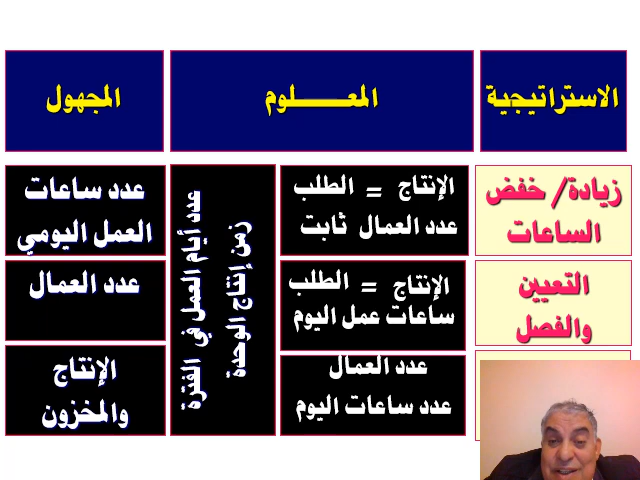 الاستراتيجية
المعـــــــلوم
المجهول
زيادة/ خفض
الساعات
الإنتاج = الطلب
عدد العمال ثابت
عدد أيام العمل في الفترة
زمن إنتاج الوحدة
عدد ساعات
العمل اليومي
التعيين
والفصل
الإنتاج = الطلب
ساعات عمل اليوم
عدد العمال
عدد العمال
عدد ساعات اليوم
الإنتاج
والمخزون